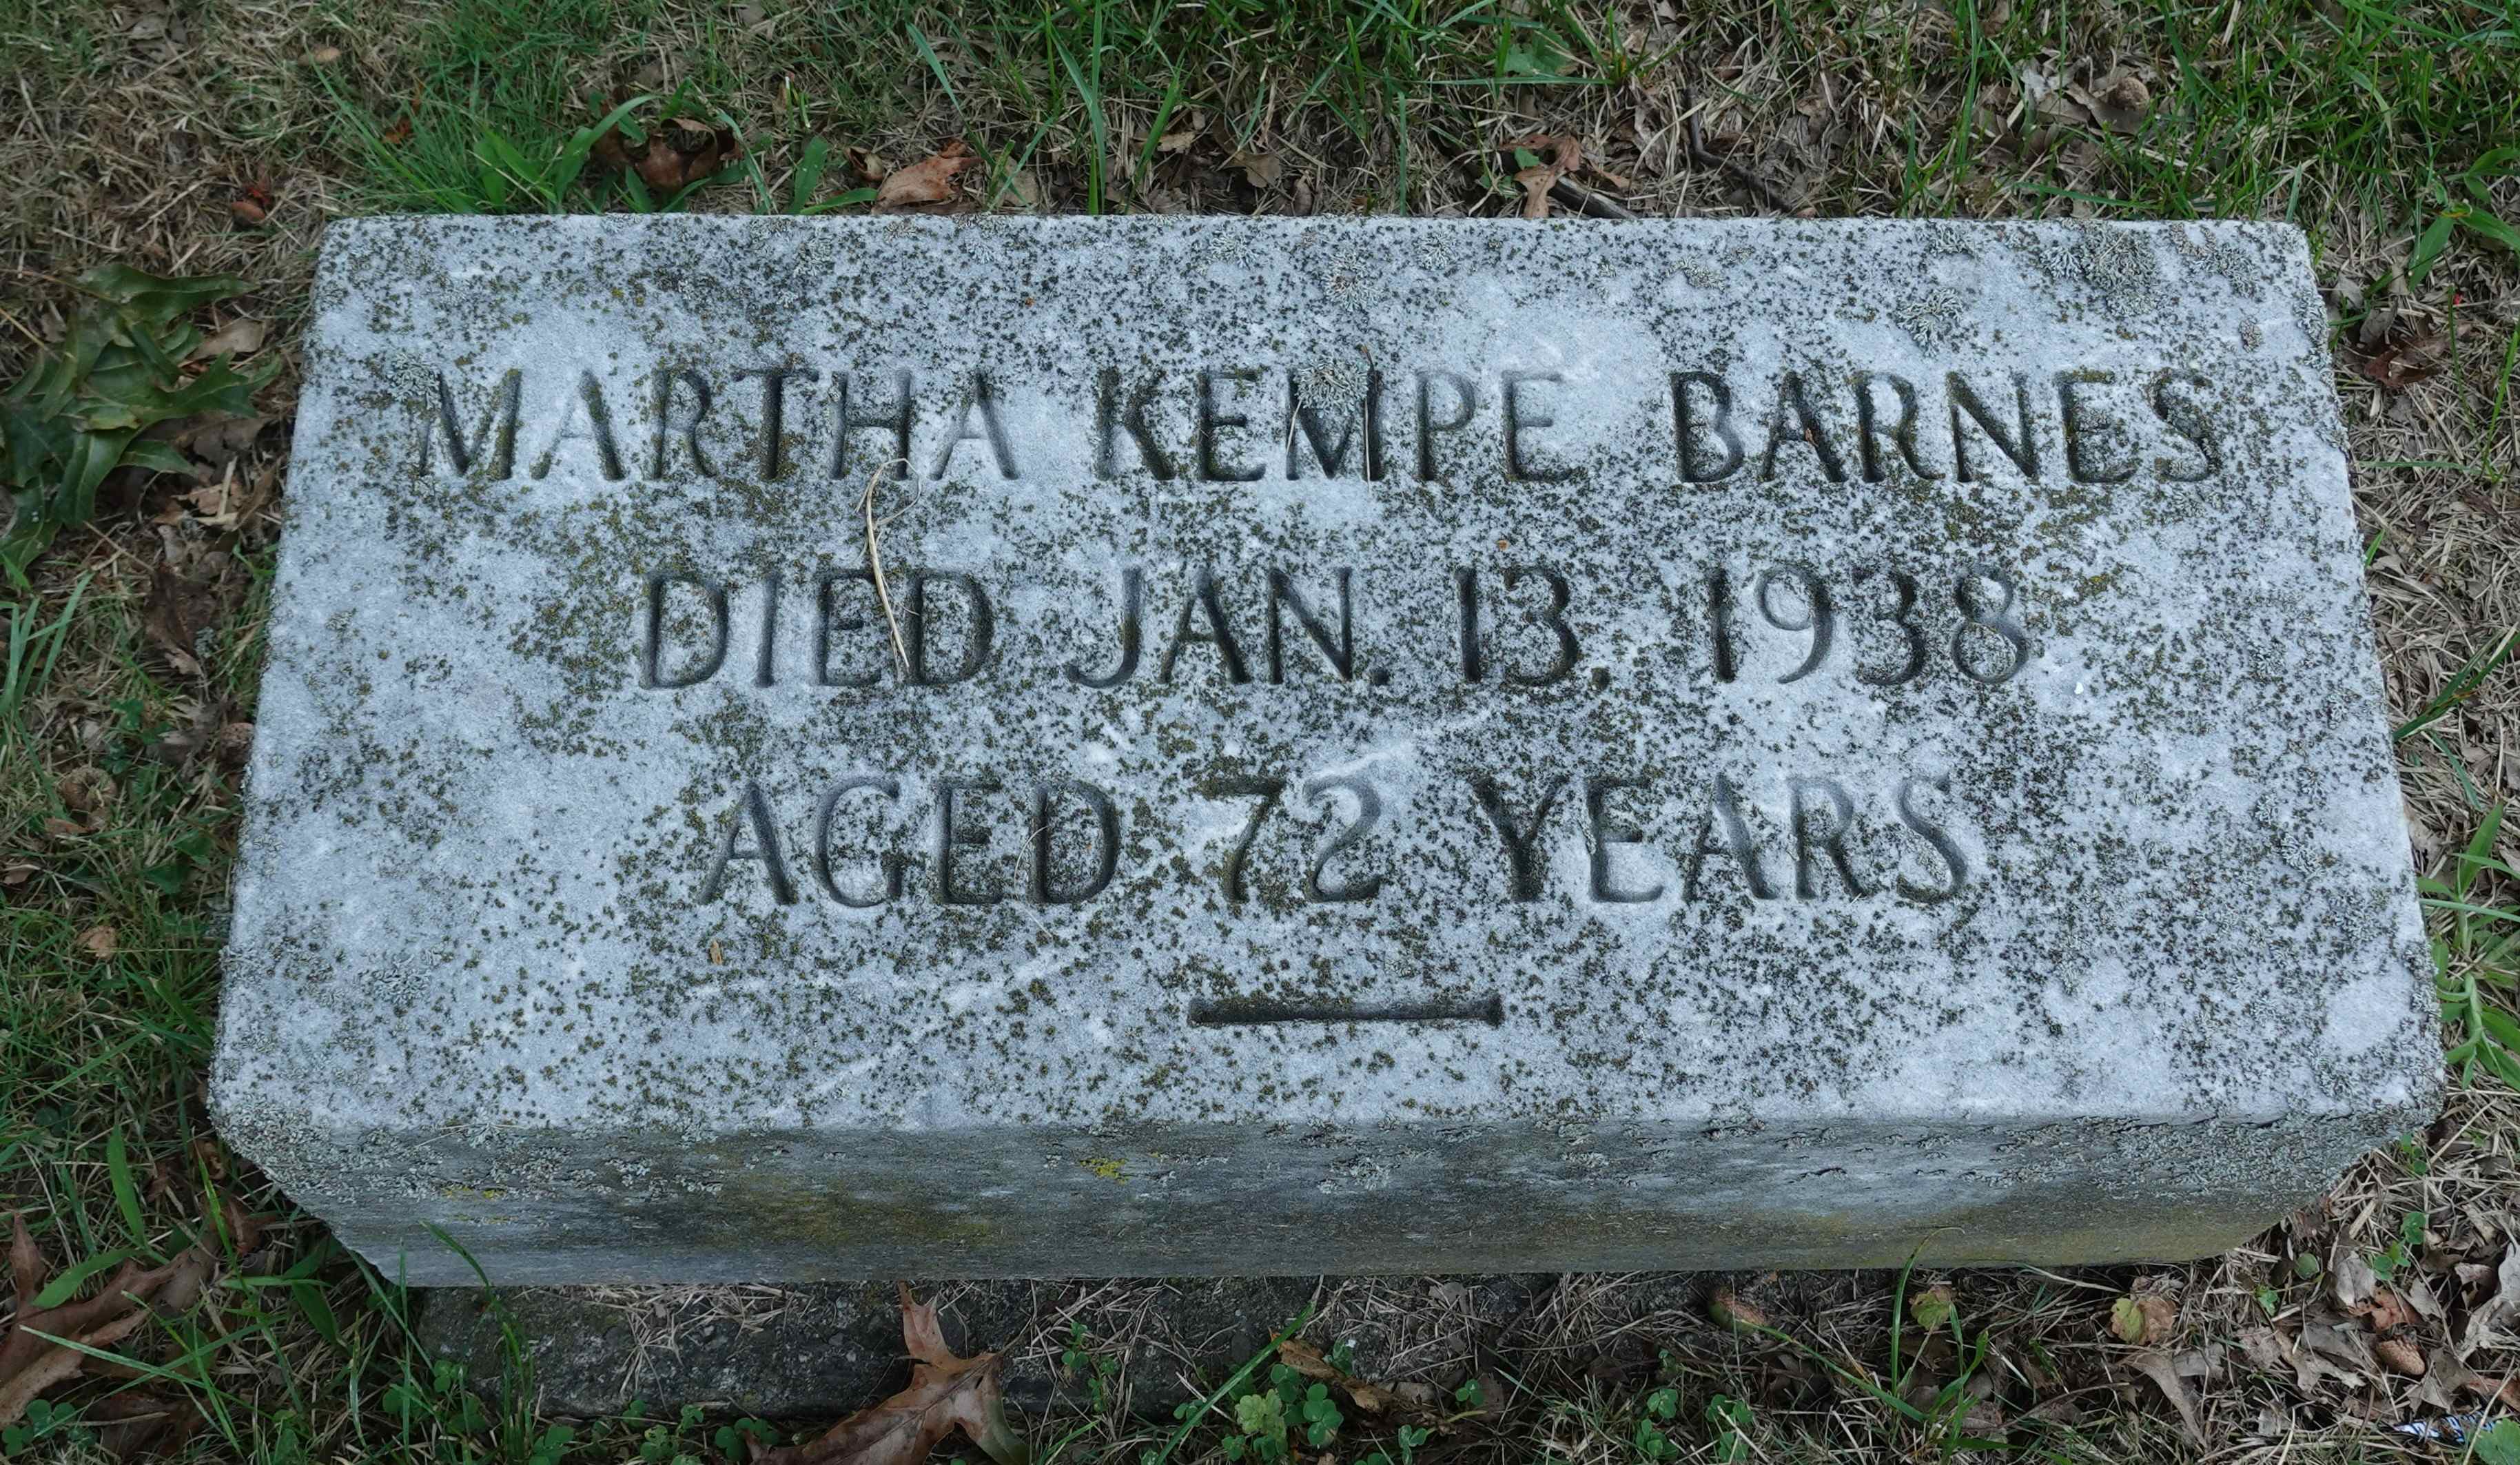 MARTHA KEMPE BARNES
DIED JAN. 13. 1938
AGED 72 YEARS